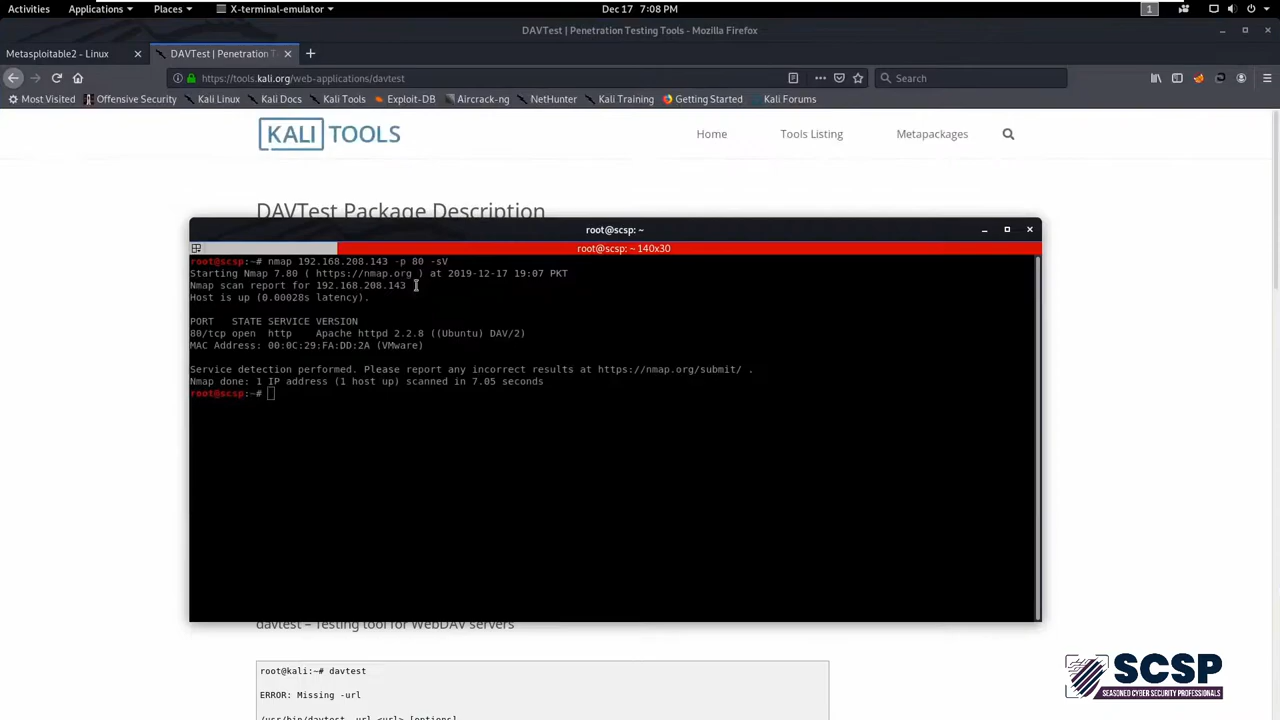 Activities Applications Places X-terminal-emulator Dec 17 7:08 PM 1
DAVTest | Penetration Testing Tools - Mozilla Firefox
Metasploitable2 - Linux DAVTest | Penetration T
https://tools.kali.org/web-applications/davtest Search
Most Visited Offensive Security Kali Linux Kali Docs Kali Tools Exploit-DB Aircrack-ng NetHunter Kali Training Getting Started Kali Forums
KALI TOOLS Home Tools Listing Metapackages
DAVTest Package Description
root@scsp: ~
root@scsp: ~ 140x30
root@scsp:~# nmap 192.168.208.143 -p 80 -sV
Starting Nmap 7.80 ( https://nmap.org ) at 2019-12-17 19:07 PKT
Nmap scan report for 192.168.208.143
Host is up (0.00028s latency).
PORT STATE SERVICE VERSION
80/tcp open http Apache httpd 2.2.8 ((Ubuntu) DAV/2)
MAC Address: 00:0C:29:FA:DD:2A (VMware)
Service detection performed. Please report any incorrect results at https://nmap.org/submit/ .
Nmap done: 1 IP address (1 host up) scanned in 7.05 seconds
root@scsp:~#
davtest – Testing tool for WebDAV servers
root@kali:~# davtest
ERROR: Missing -url
/usr/bin/davtest -url <url> [options]
SCSP
SEASONED CYBER SECURITY PROFESSIONALS